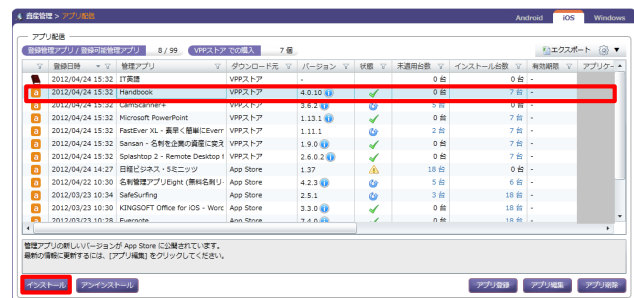 資産管理 > アプリ配信
Android iOS Windows
アプリ配信
登録管理アプリ / 登録可能管理アプリ 8 / 99 VPPストア での購入 7 個
エクスポート
登録日時 管理アプリ ダウンロード元 バージョン 状態 未適用台数 インストール台数 有効期限 アプリケー
2012/04/24 15:32 IT英語 VPPストア - 0 台 0 台 -
2012/04/24 15:32 Handbook VPPストア 4.0.10 0 台 7 台 -
2012/04/24 15:32 CamScanner+ VPPストア 3.6.2 5 台 0 台 -
2012/04/24 15:32 Microsoft PowerPoint VPPストア 1.13.1 0 台 7 台 -
2012/04/24 15:32 FastEver XL - 素早く簡単にEvern VPPストア 1.11.1 2 台 7 台 -
2012/04/24 15:32 Sansan - 名刺を企業の資産に変え VPPストア 1.9.0 0 台 7 台 -
2012/04/24 15:32 Splashtop 2 - Remote Desktop VPPストア 2.6.0.2 0 台 7 台 -
2012/04/24 14:27 日経ビジネス・5ミニッツ App Store 1.37 18 台 0 台 -
2012/04/22 10:30 名刺管理アプリEight (無料名刺リ App Store 4.2.3 5 台 6 台 -
2012/03/23 10:34 SafeSurfing App Store 2.5.1 3 台 18 台 -
2012/03/23 10:30 KINGSOFT Office for iOS - Word App Store 3.3.0 0 台 18 台 -
2012/03/23 10:28 Evernote App Store 7.4.0 0 台 18 台 -
管理アプリの新しいバージョンが App Store に公開されています。
最新の情報に更新するには、[アプリ編集] をクリックしてください。
インストール アンインストール アプリ登録 アプリ編集 アプリ削除